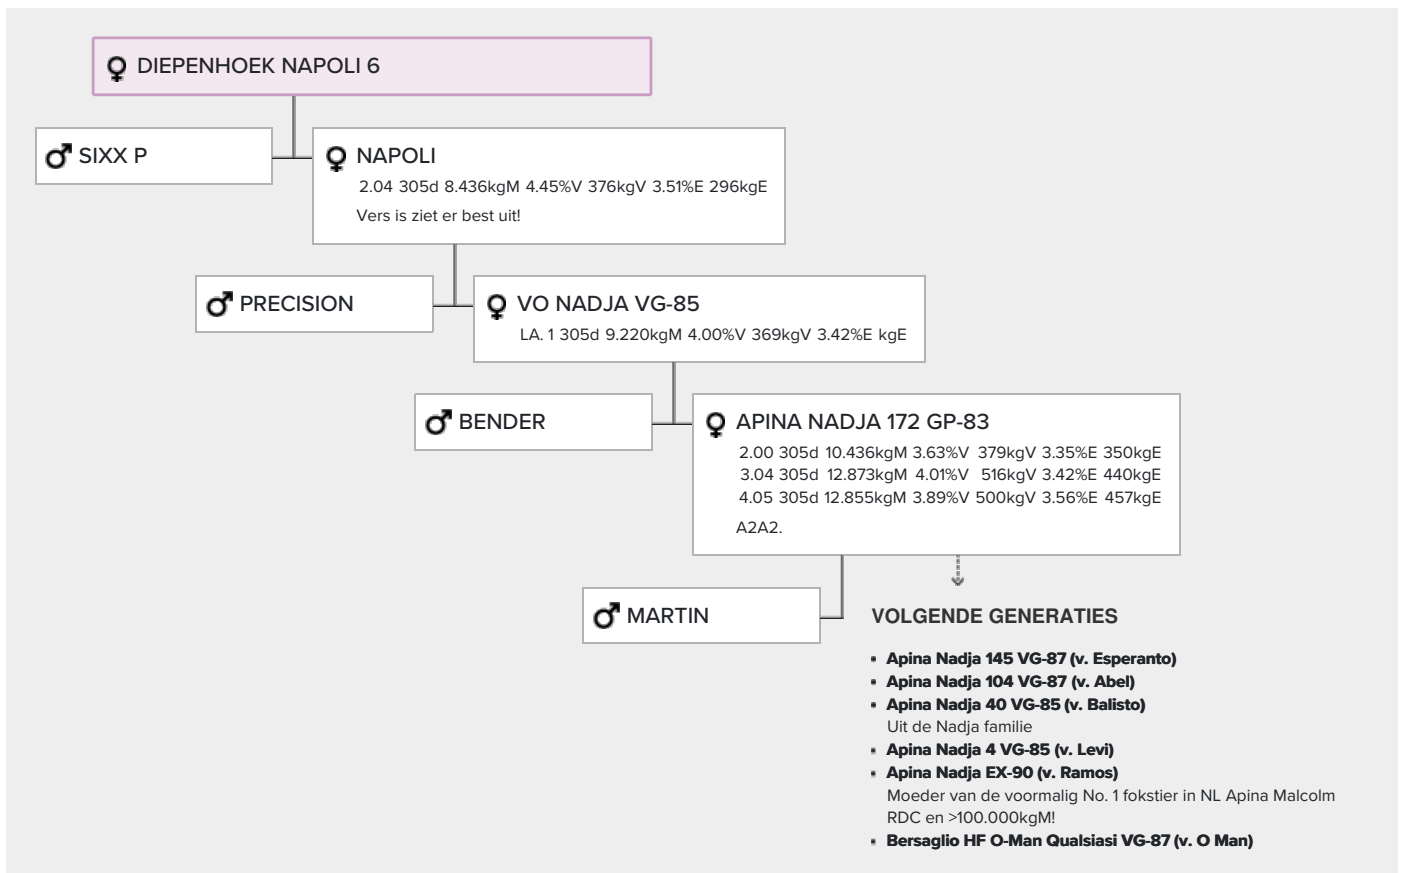 DIEPENHOEK NAPOLI 6
SIXX P
NAPOLI
2.04 305d 8.436kgM 4.45%V 376kgV 3.51%E 296kgE
Vers is ziet er best uit!
PRECISION
VO NADJA VG-85
LA. 1 305d 9.220kgM 4.00%V 369kgV 3.42%E kgE
BENDER
APINA NADJA 172 GP-83
2.00 305d 10.436kgM 3.63%V 379kgV 3.35%E 350kgE
3.04 305d 12.873kgM 4.01%V 516kgV 3.42%E 440kgE
4.05 305d 12.855kgM 3.89%V 500kgV 3.56%E 457kgE
A2A2.
MARTIN
VOLGENDE GENERATIES
Apina Nadja 145 VG-87 (v. Esperanto)
Apina Nadja 104 VG-87 (v. Abel)
Apina Nadja 40 VG-85 (v. Balisto)
Uit de Nadja familie
Apina Nadja 4 VG-85 (v. Levi)
Apina Nadja EX-90 (v. Ramos)
Moeder van de voormalig No. 1 fokstier in NL Apina Malcolm
RDC en >100.000kgM!
Bersaglio HF O-Man Qualsiasi VG-87 (v. O Man)